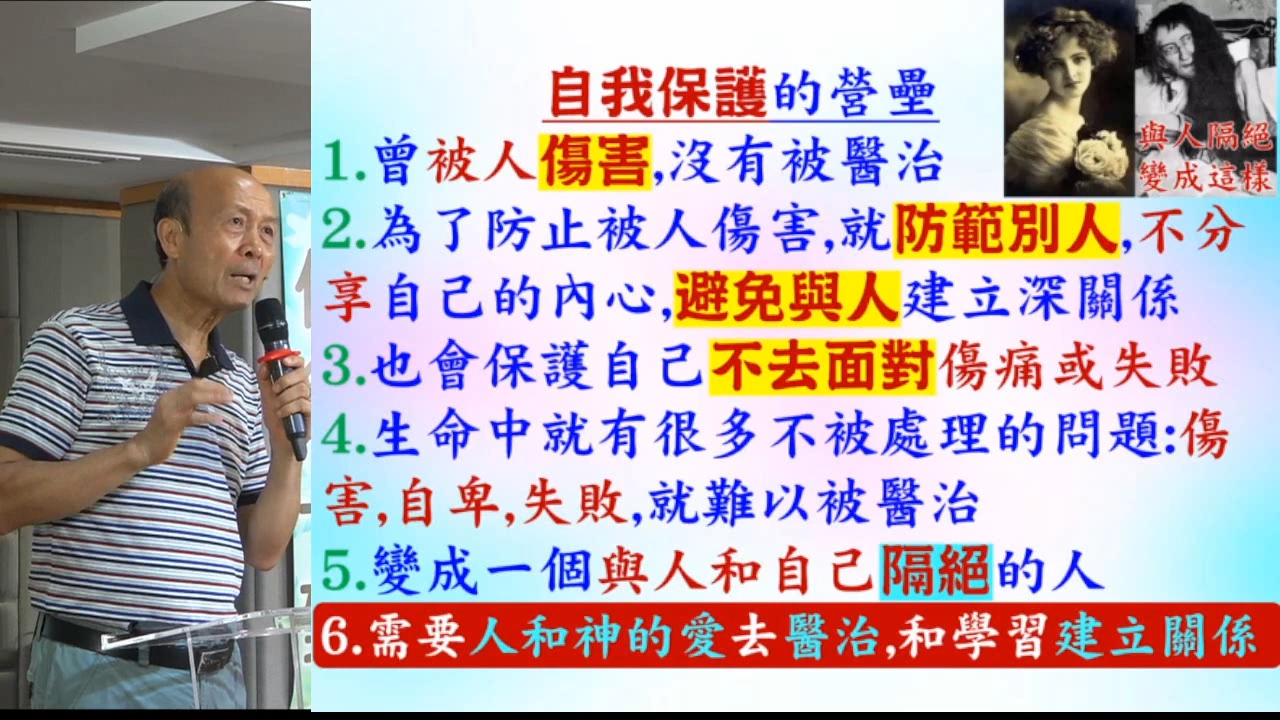 自我保護的營壘
與人隔絕
變成這樣
1.曾被人傷害,沒有被醫治
2.為了防止被人傷害,就防範別人,不分
享自己的內心,避免與人建立深關係
3.也會保護自己不去面對傷痛或失敗
4.生命中就有很多不被處理的問題:傷
害,自卑,失敗,就難以被醫治
5.變成一個與人和自己隔絕的人
6.需要人和神的愛去醫治,和學習建立關係